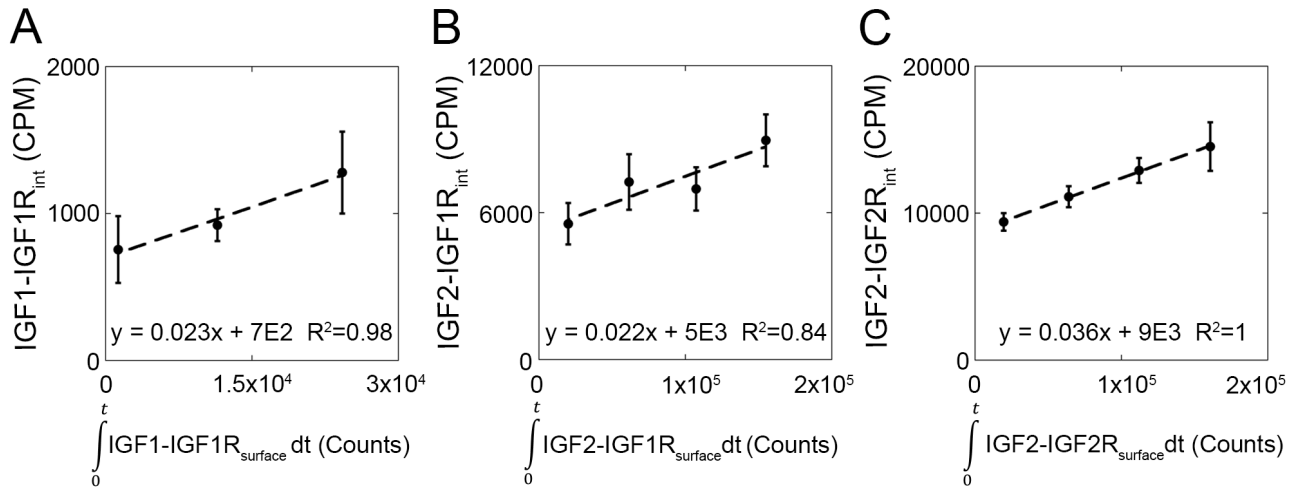 A
IGF1-IGF1R_int (CPM)
2000
1000
0
y = 0.023x + 7E2 R²=0.98
0 1.5x10⁴ 3x10⁴
∫₀ᵗ IGF1-IGF1R_surface dt (Counts)
B
IGF2-IGF1R_int (CPM)
12000
6000
0
y = 0.022x + 5E3 R²=0.84
0 1x10⁵ 2x10⁵
∫₀ᵗ IGF2-IGF1R_surface dt (Counts)
C
IGF2-IGF2R_int (CPM)
20000
10000
0
y = 0.036x + 9E3 R²=1
0 1x10⁵ 2x10⁵
∫₀ᵗ IGF2-IGF2R_surface dt (Counts)